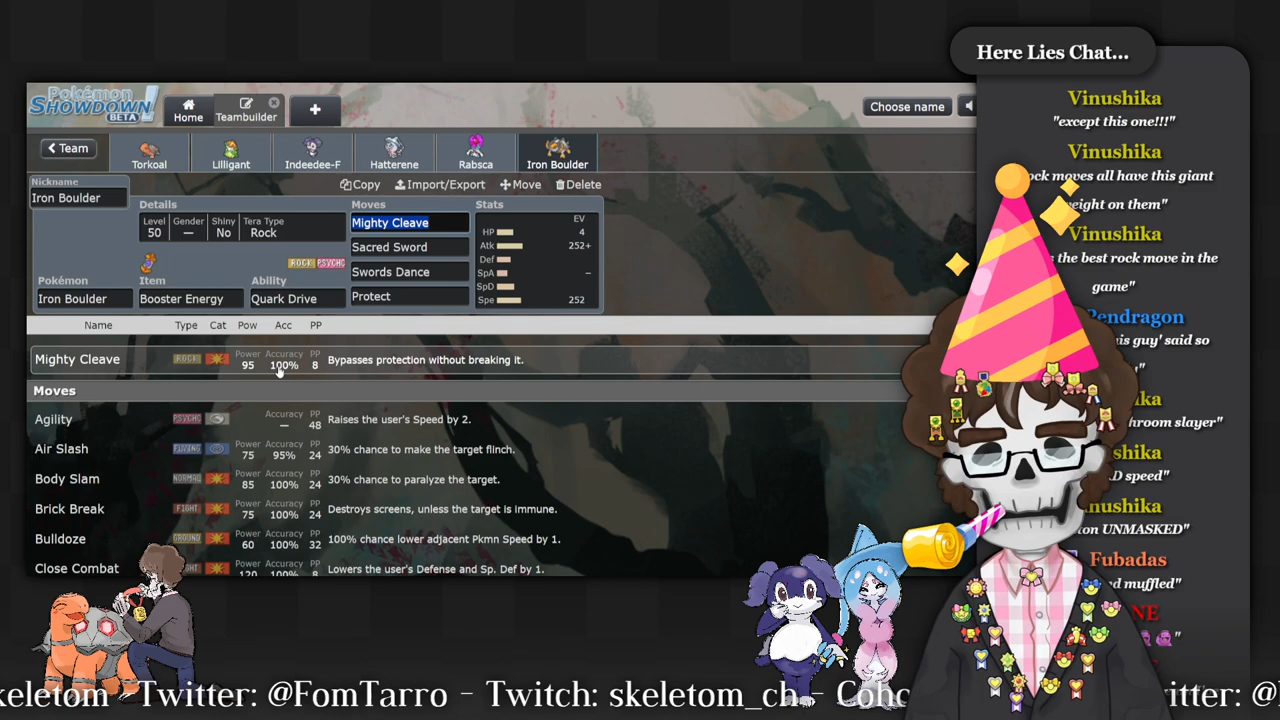 Here Lies Chat...
Pokémon
SHOWDOWN!
BETA
Home
Teambuilder
+
Choose name
Team
Torkoal
Lilligant
Indeedee-F
Hatterene
Rabsca
Iron Boulder
Copy
Import/Export
Move
Delete
Nickname
Iron Boulder
Details
Level Gender Shiny Tera Type
50 — No Rock
ROCK PSYCHC
Pokémon
Iron Boulder
Item
Booster Energy
Ability
Quark Drive
Moves
Mighty Cleave
Sacred Sword
Swords Dance
Protect
Stats
EV
HP 4
Atk 252+
Def
SpA –
SpD
Spe 252
Name Type Cat Pow Acc PP
Mighty Cleave ROCK Power 95 Accuracy 100% PP 8 Bypasses protection without breaking it.
Moves
Agility PSYCHC Accuracy — PP 48 Raises the user's Speed by 2.
Air Slash FLYING Power 75 Accuracy 95% PP 24 30% chance to make the target flinch.
Body Slam NORMAL Power 85 Accuracy 100% PP 24 30% chance to paralyze the target.
Brick Break FIGHT Power 75 Accuracy 100% PP 24 Destroys screens, unless the target is immune.
Bulldoze GROUND Power 60 Accuracy 100% PP 32 100% chance lower adjacent Pkmn Speed by 1.
Close Combat Power 120 Accuracy 100% PP 8 Lowers the user's Defense and Sp. Def by 1.
Vinushika
"except this one!!!"
Vinushika
moves all have this giant
on them"
Vinushika
the best rock move in the
game"
Pendragon
guy' said so
slayer"
speed"
UNMASKED"
Fubadas
muffled"
NE
Twitter: @FomTarro - Twitch: skeletom_ch -